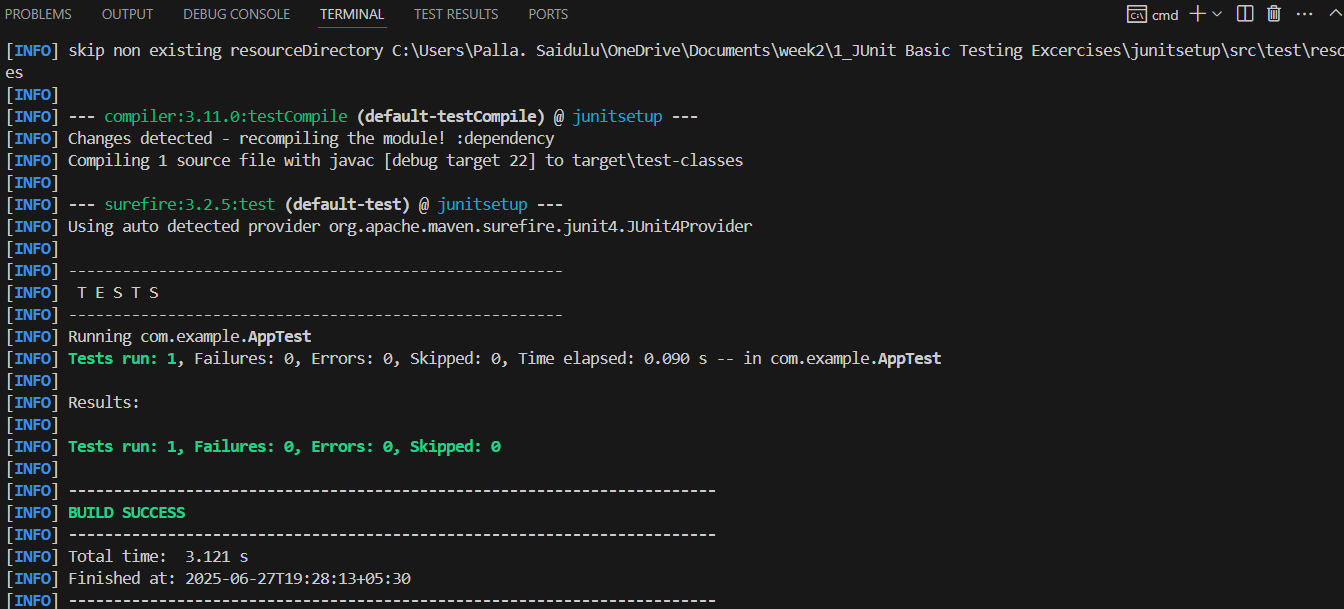 PROBLEMS OUTPUT DEBUG CONSOLE TERMINAL TEST RESULTS PORTS cmd
[INFO] skip non existing resourceDirectory C:\Users\Palla. Saidulu\OneDrive\Documents\week2\1_JUnit Basic Testing Excercises\junitsetup\src\test\resourc
es
[INFO]
[INFO] --- compiler:3.11.0:testCompile (default-testCompile) @ junitsetup ---
[INFO] Changes detected - recompiling the module! :dependency
[INFO] Compiling 1 source file with javac [debug target 22] to target\test-classes
[INFO]
[INFO] --- surefire:3.2.5:test (default-test) @ junitsetup ---
[INFO] Using auto detected provider org.apache.maven.surefire.junit4.JUnit4Provider
[INFO]
[INFO] -------------------------------------------------------
[INFO]  T E S T S
[INFO] -------------------------------------------------------
[INFO] Running com.example.AppTest
[INFO] Tests run: 1, Failures: 0, Errors: 0, Skipped: 0, Time elapsed: 0.090 s -- in com.example.AppTest
[INFO]
[INFO] Results:
[INFO]
[INFO] Tests run: 1, Failures: 0, Errors: 0, Skipped: 0
[INFO]
[INFO] ------------------------------------------------------------------------
[INFO] BUILD SUCCESS
[INFO] ------------------------------------------------------------------------
[INFO] Total time:  3.121 s
[INFO] Finished at: 2025-06-27T19:28:13+05:30
[INFO] ------------------------------------------------------------------------